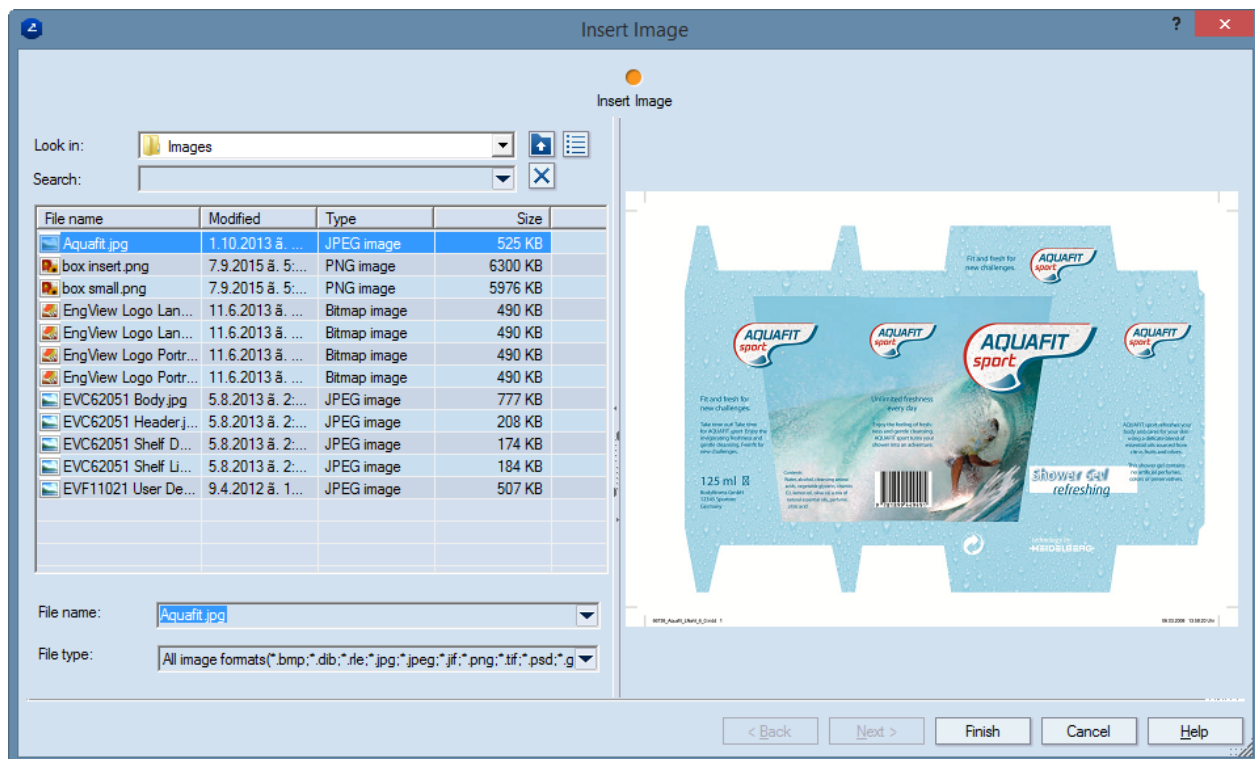 Insert Image
?
Insert Image
Look in:
Images
Search:
File name Modified Type Size
Aquafit.jpg 1.10.2013 ã. ... JPEG image 525 KB
box insert.png 7.9.2015 ã. 5:... PNG image 6300 KB
box small.png 7.9.2015 ã. 5:... PNG image 5976 KB
EngView Logo Lan... 11.6.2013 ã. ... Bitmap image 490 KB
EngView Logo Lan... 11.6.2013 ã. ... Bitmap image 490 KB
EngView Logo Portr... 11.6.2013 ã. ... Bitmap image 490 KB
EngView Logo Portr... 11.6.2013 ã. ... Bitmap image 490 KB
EVC62051 Body.jpg 5.8.2013 ã. 2:... JPEG image 777 KB
EVC62051 Header.j... 5.8.2013 ã. 2:... JPEG image 208 KB
EVC62051 Shelf D... 5.8.2013 ã. 2:... JPEG image 174 KB
EVC62051 Shelf Li... 5.8.2013 ã. 2:... JPEG image 184 KB
EVF11021 User De... 9.4.2012 ã. 1... JPEG image 507 KB
File name:
Aquafit.jpg
File type:
All image formats(*.bmp;*.dib;*.rle;*.jpg;*.jpeg;*.jif;*.png;*.tif;*.psd;*.g
Fit and fresh for
new challenges.
AQUAFIT
sport
AQUAFIT
sport
AQUAFIT
sport
AQUAFIT
sport
AQUAFIT
sport
Fit and fresh for
new challenges.
Unlimited freshness
every day
125 ml
Shower Gel
refreshing
HEIDELBERG
< Back
Next >
Finish
Cancel
Help